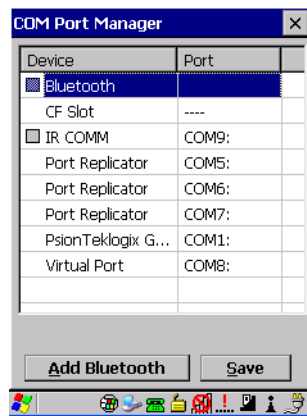 COM Port Manager
Device Port
Bluetooth
CF Slot ----
IR COMM COM9:
Port Replicator COM5:
Port Replicator COM6:
Port Replicator COM7:
PsionTeklogix G... COM1:
Virtual Port COM8:
Add Bluetooth Save